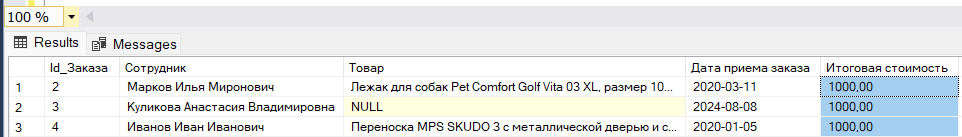 100 %
Results Messages
Id_Заказа Сотрудник Товар Дата приема заказа Итоговая стоимость
1 2 Марков Илья Миронович Лежак для собак Pet Comfort Golf Vita 03 XL, размер 10... 2020-03-11 1000,00
2 3 Куликова Анастасия Владимировна NULL 2024-08-08 1000,00
3 4 Иванов Иван Иванович Переноска MPS SKUDO 3 с металлической дверью и с... 2020-01-05 1000,00